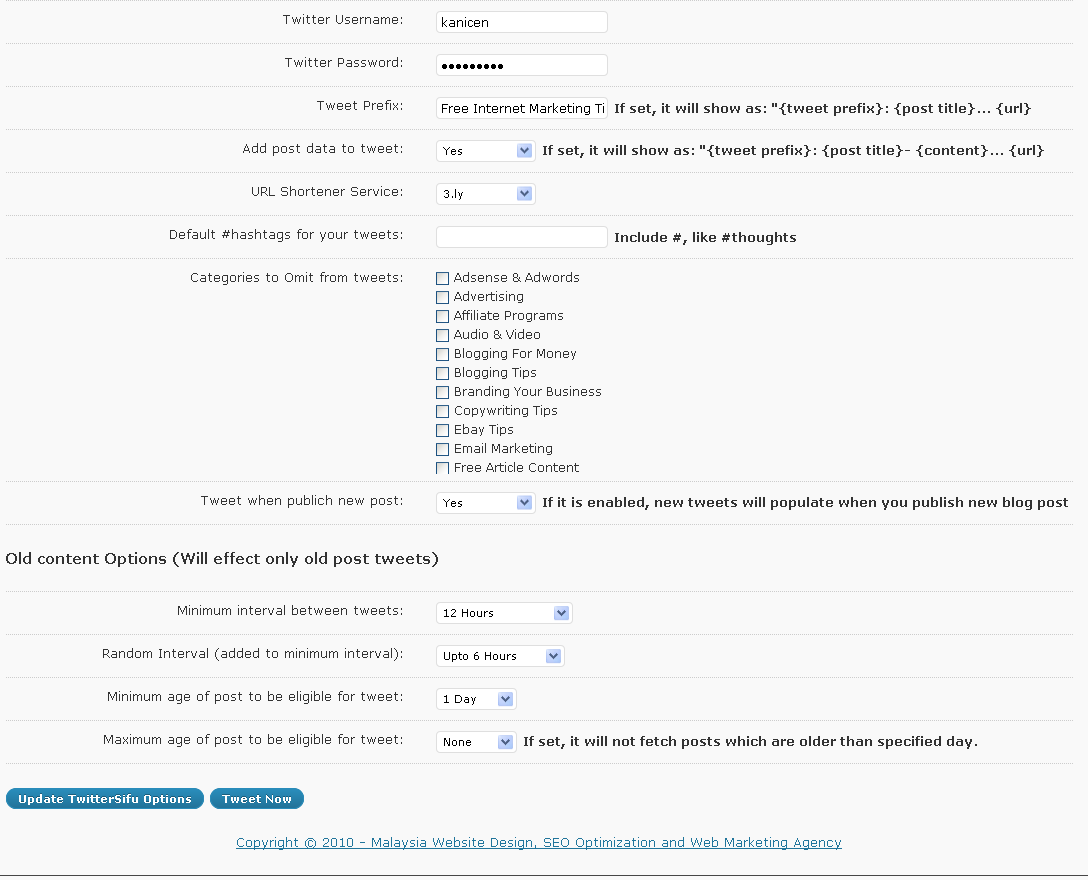 Twitter Username: kanicen
Twitter Password: •••••••••
Tweet Prefix: Free Internet Marketing Ti If set, it will show as: "{tweet prefix}: {post title}... {url}
Add post data to tweet: Yes If set, it will show as: "{tweet prefix}: {post title}- {content}... {url}
URL Shortener Service: 3.ly
Default #hashtags for your tweets: Include #, like #thoughts
Categories to Omit from tweets: Adsense & Adwords
Advertising
Affiliate Programs
Audio & Video
Blogging For Money
Blogging Tips
Branding Your Business
Copywriting Tips
Ebay Tips
Email Marketing
Free Article Content
Tweet when publich new post: Yes If it is enabled, new tweets will populate when you publish new blog post
Old content Options (Will effect only old post tweets)
Minimum interval between tweets: 12 Hours
Random Interval (added to minimum interval): Upto 6 Hours
Minimum age of post to be eligible for tweet: 1 Day
Maximum age of post to be eligible for tweet: None If set, it will not fetch posts which are older than specified day.
Update TwitterSifu Options Tweet Now
Copyright © 2010 - Malaysia Website Design, SEO Optimization and Web Marketing Agency